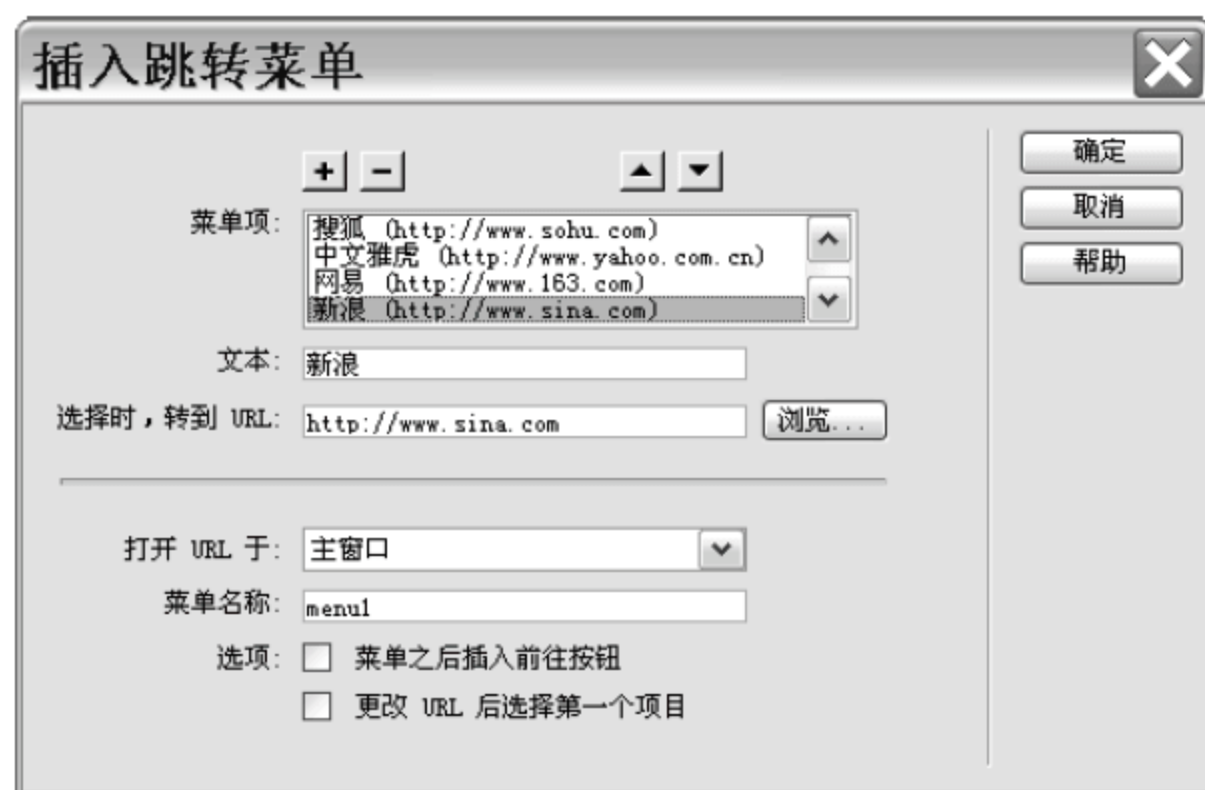 插入跳转菜单
确定
取消
帮助
菜单项:
搜狐 (http://www.sohu.com)
中文雅虎 (http://www.yahoo.com.cn)
网易 (http://www.163.com)
新浪 (http://www.sina.com)
文本: 新浪
选择时，转到 URL: http://www.sina.com 浏览...
打开 URL 于: 主窗口
菜单名称: menu1
选项: 菜单之后插入前往按钮
更改 URL 后选择第一个项目